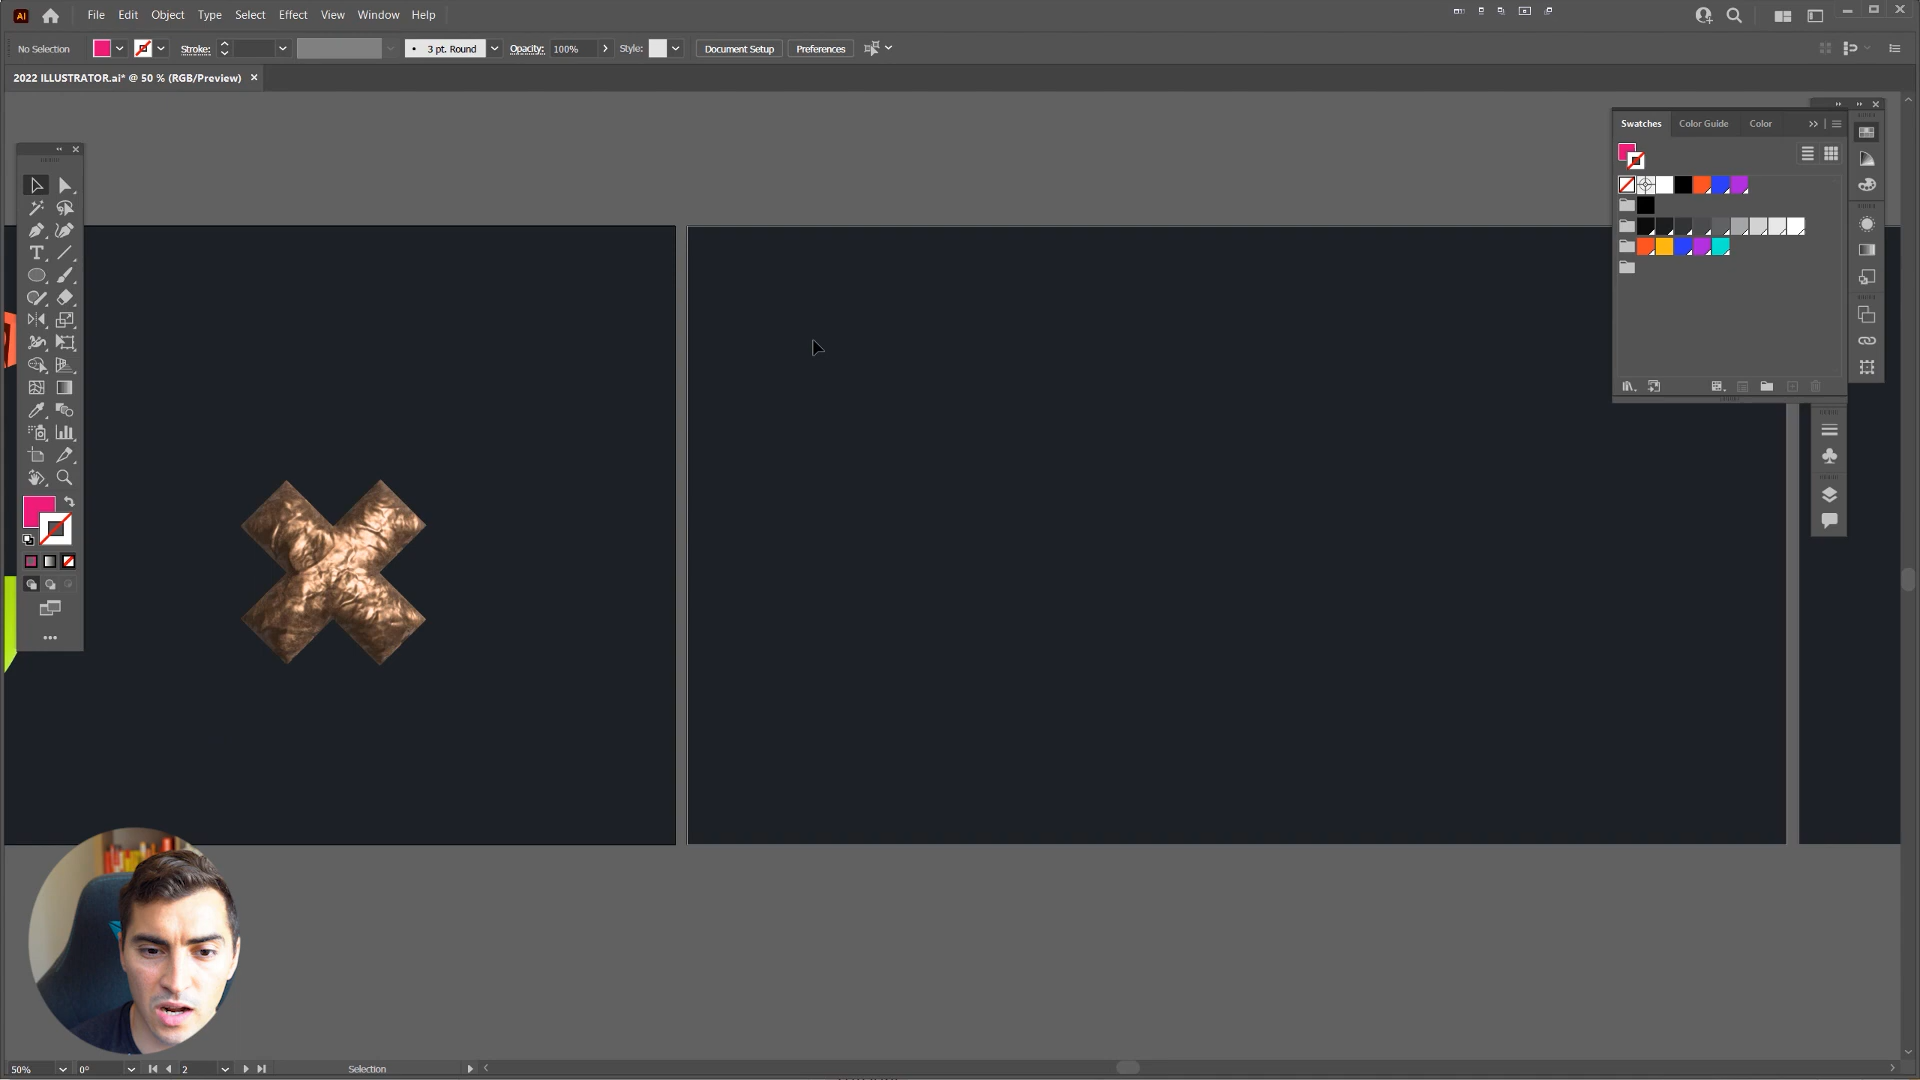 Ai File Edit Object Type Select Effect View Window Help
No Selection Stroke: 3 pt. Round Opacity: 100% Style: Document Setup Preferences
2022 ILLUSTRATOR.ai* @ 50 % (RGB/Preview)
Swatches Color Guide Color
T
50% 0° 2 Selection